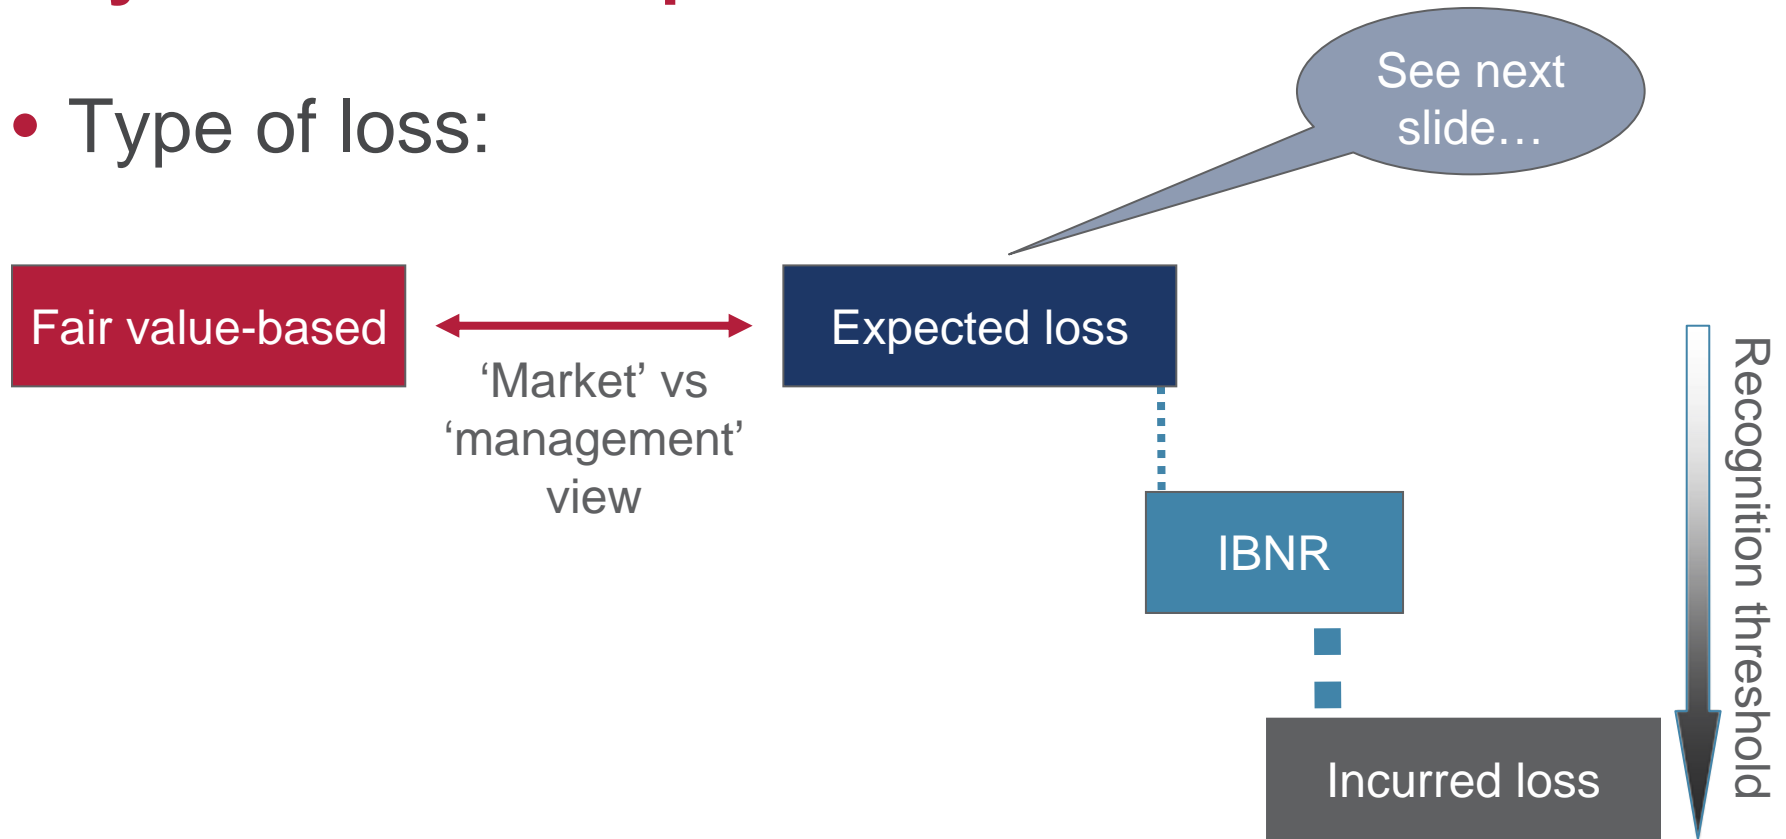 • Type of loss:
See next
slide…
Fair value-based
Expected loss
‘Market’ vs
‘management’
view
IBNR
Incurred loss
Recognition threshold